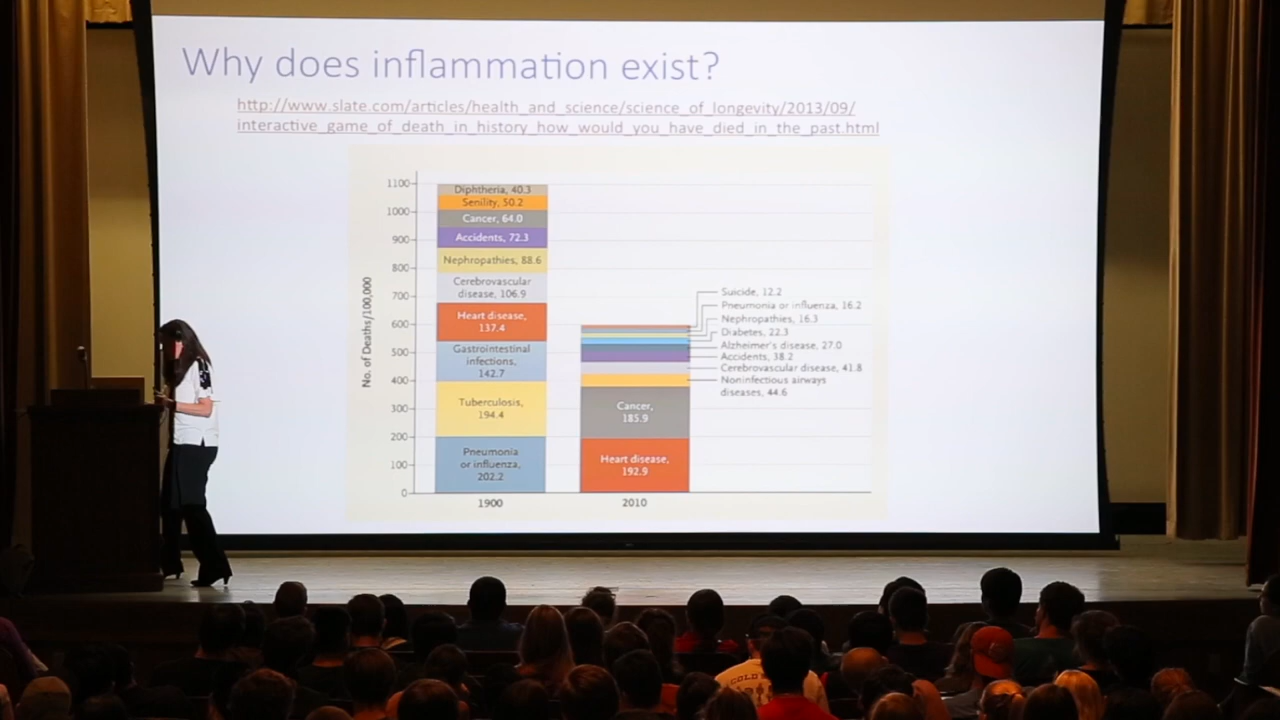 Why does inflammation exist?
http://www.slate.com/articles/health_and_science/science_of_longevity/2013/09/
interactive_game_of_death_in_history_how_would_you_have_died_in_the_past.html
No. of Deaths/100,000
1100
1000
900
800
700
600
500
400
300
200
100
0
Diphtheria, 40.3
Senility, 50.2
Cancer, 64.0
Accidents, 72.3
Nephropathies, 88.6
Cerebrovascular
disease, 106.9
Heart disease,
137.4
Gastrointestinal
infections,
142.7
Tuberculosis,
194.4
Pneumonia
or influenza,
202.2
1900
Suicide, 12.2
Pneumonia or influenza, 16.2
Nephropathies, 16.3
Diabetes, 22.3
Alzheimer's disease, 27.0
Accidents, 38.2
Cerebrovascular disease, 41.8
Noninfectious airways
diseases, 44.6
Cancer,
185.9
Heart disease,
192.9
2010